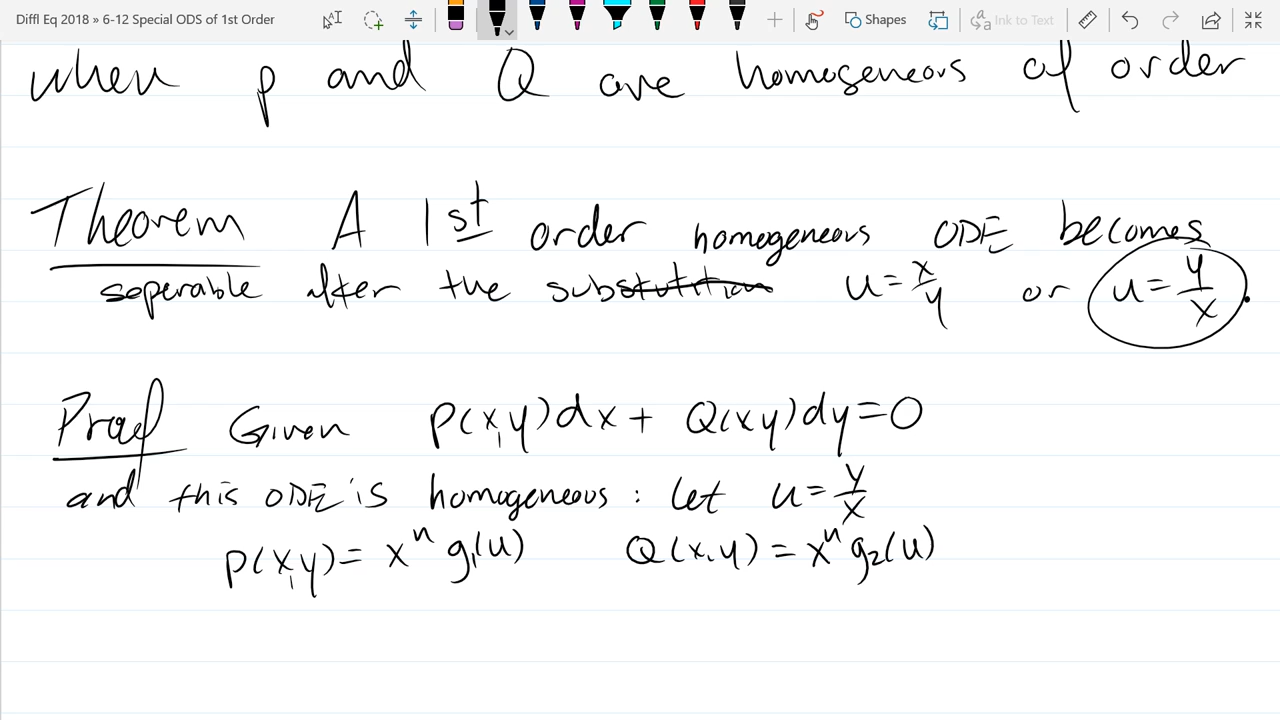 Diffl Eq 2018 » 6-12 Special ODS of 1st Order
Shapes
Ink to Text
when p and Q are homogeneous of order
Theorem A 1st order homogeneous ODE becomes
seperable after the substitution u = x/y or u = y/x.
Proof Given P(x,y)dx + Q(x,y)dy = 0
and this ODE is homogeneous : Let u = y/x
P(x,y) = x^n g₁(u) Q(x,y) = x^n g₂(u)